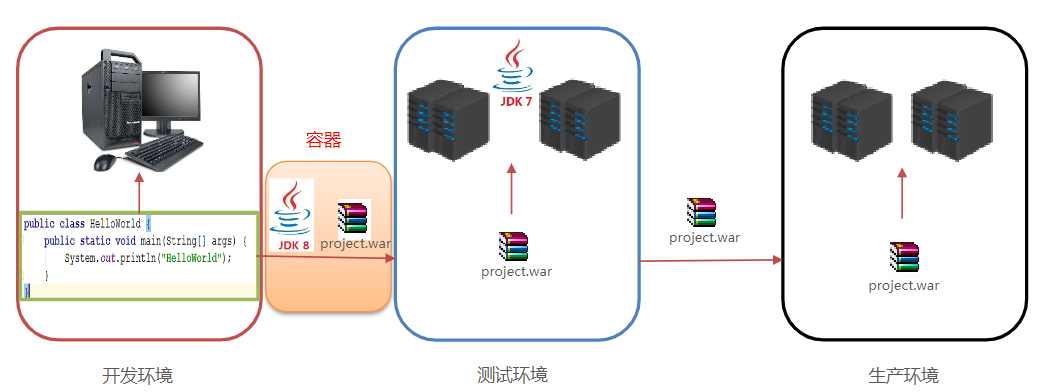 容器
JDK 7
public class HelloWorld {
public static void main(String[] args) {
System.out.println("HelloWorld");
}
}
JDK 8
project.war
project.war
project.war
project.war
开发环境
测试环境
生产环境